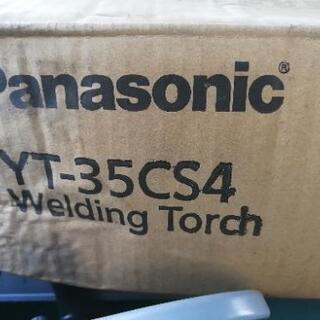 Panasonic®
YT-35CS4
Welding Torch